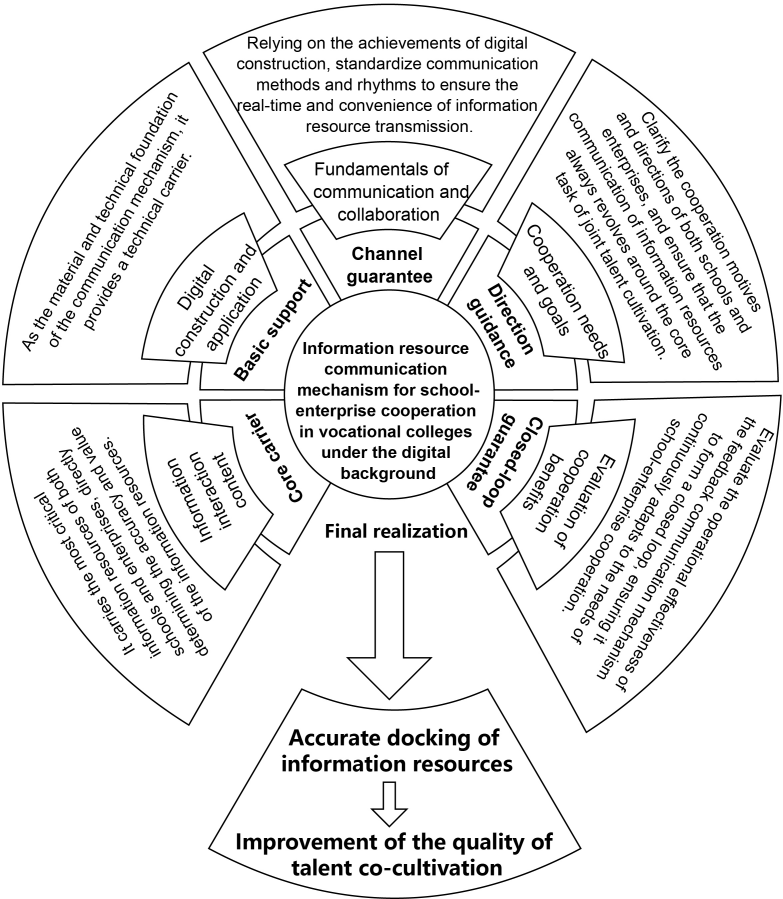 Relying on the achievements of digital
construction, standardize communication
methods and rhythms to ensure the
real-time and convenience of information
resource transmission.
Fundamentals of
communication and
collaboration
Channel
guarantee
As the material and technical foundation
of the communication mechanism, it
provides a technical carrier.
Digital
construction and
application
Basic support
Clarify the cooperation motives
and directions of both schools and
enterprises, and ensure that the
communication of information resources
always revolves around the core
task of joint talent cultivation.
Cooperation needs
and goals
Direction
guidance
Information resource
communication
mechanism for school-
enterprise cooperation
in vocational colleges
under the digital
background
It carries the most critical
information resources of both
schools and enterprises, directly
determining the accuracy and value
of the information resources.
Information
interaction
content
Core carrier
Evaluate the operational effectiveness of
the feedback communication mechanism
to form a closed loop, ensuring it
continuously adapts to the needs of
school-enterprise cooperation.
Evaluation of
cooperation
benefits
Closed-loop
guarantee
Final realization
Accurate docking of
information resources
Improvement of the quality of
talent co-cultivation